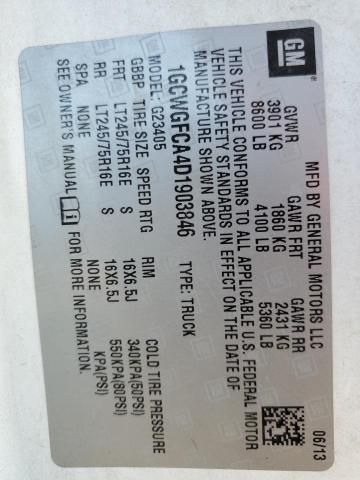 GM ®
MFD BY GENERAL MOTORS LLC
06/13
GVWR GAWR FRT GAWR RR
3901 KG 1860 KG 2431 KG
8600 LB 4100 LB 5360 LB
THIS VEHICLE CONFORMS TO ALL APPLICABLE U.S. FEDERAL MOTOR
VEHICLE SAFETY STANDARDS IN EFFECT ON THE DATE OF
MANUFACTURE SHOWN ABOVE.
1GCWGFCA4D1903846 TYPE: TRUCK
MODEL: G23405
GBBP TIRE SIZE SPEED RTG RIM COLD TIRE PRESSURE
FRT LT245/75R16E S 16X6.5J 340KPA(50PSI)
RR LT245/75R16E S 16X6.5J 550KPA(80PSI)
SPA NONE NONE KPA(PSI)
SEE OWNER'S MANUAL i FOR MORE INFORMATION.